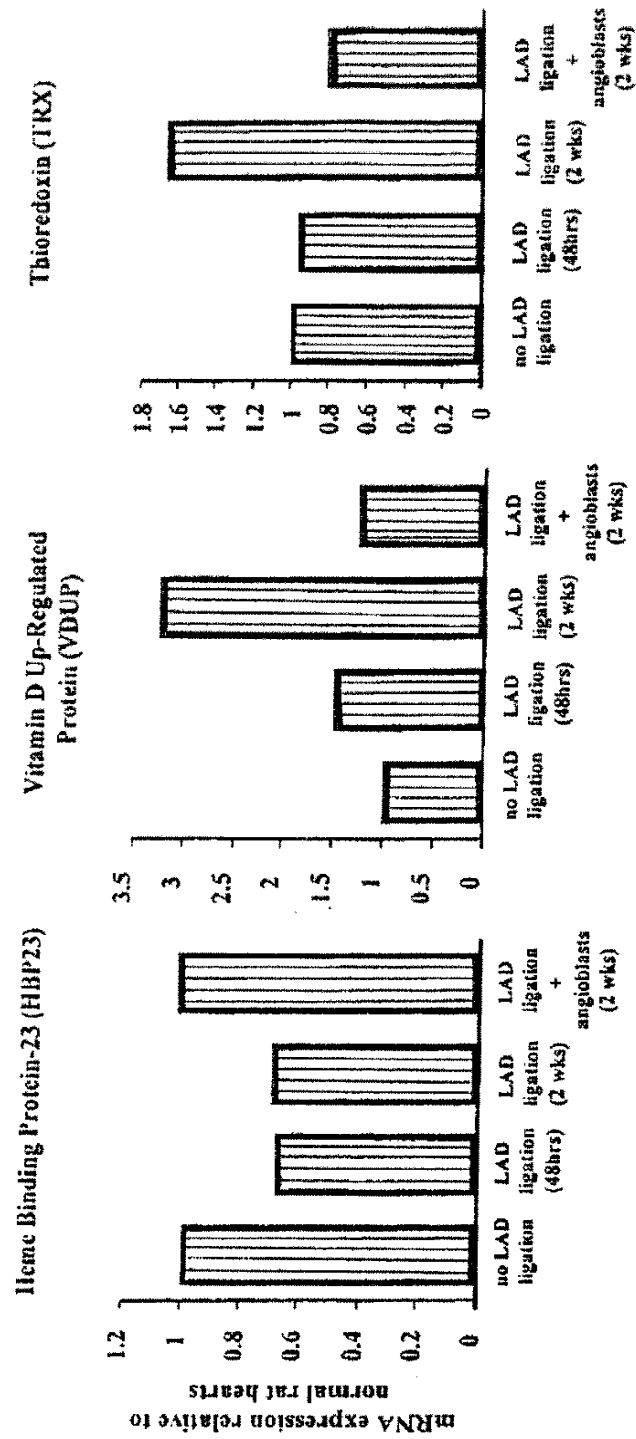 Heme Binding Protein-23 (HBP23)
mRNA expression relative to
normal rat hearts
1.2
1
0.8
0.6
0.4
0.2
0
no LAD
ligation
LAD
ligation
(48hrs)
LAD
ligation
(2 wks)
LAD
ligation
+
angioblasts
(2 wks)
Vitamin D Up-Regulated
Protein (VDUP)
3.5
3
2.5
2
1.5
1
0.5
0
no LAD
ligation
LAD
ligation
(48hrs)
LAD
ligation
(2 wks)
LAD
ligation
+
angioblasts
(2 wks)
Thioredoxin (TRX)
1.8
1.6
1.4
1.2
1
0.8
0.6
0.4
0.2
0
no LAD
ligation
LAD
ligation
(48hrs)
LAD
ligation
(2 wks)
LAD
ligation
+
angioblasts
(2 wks)